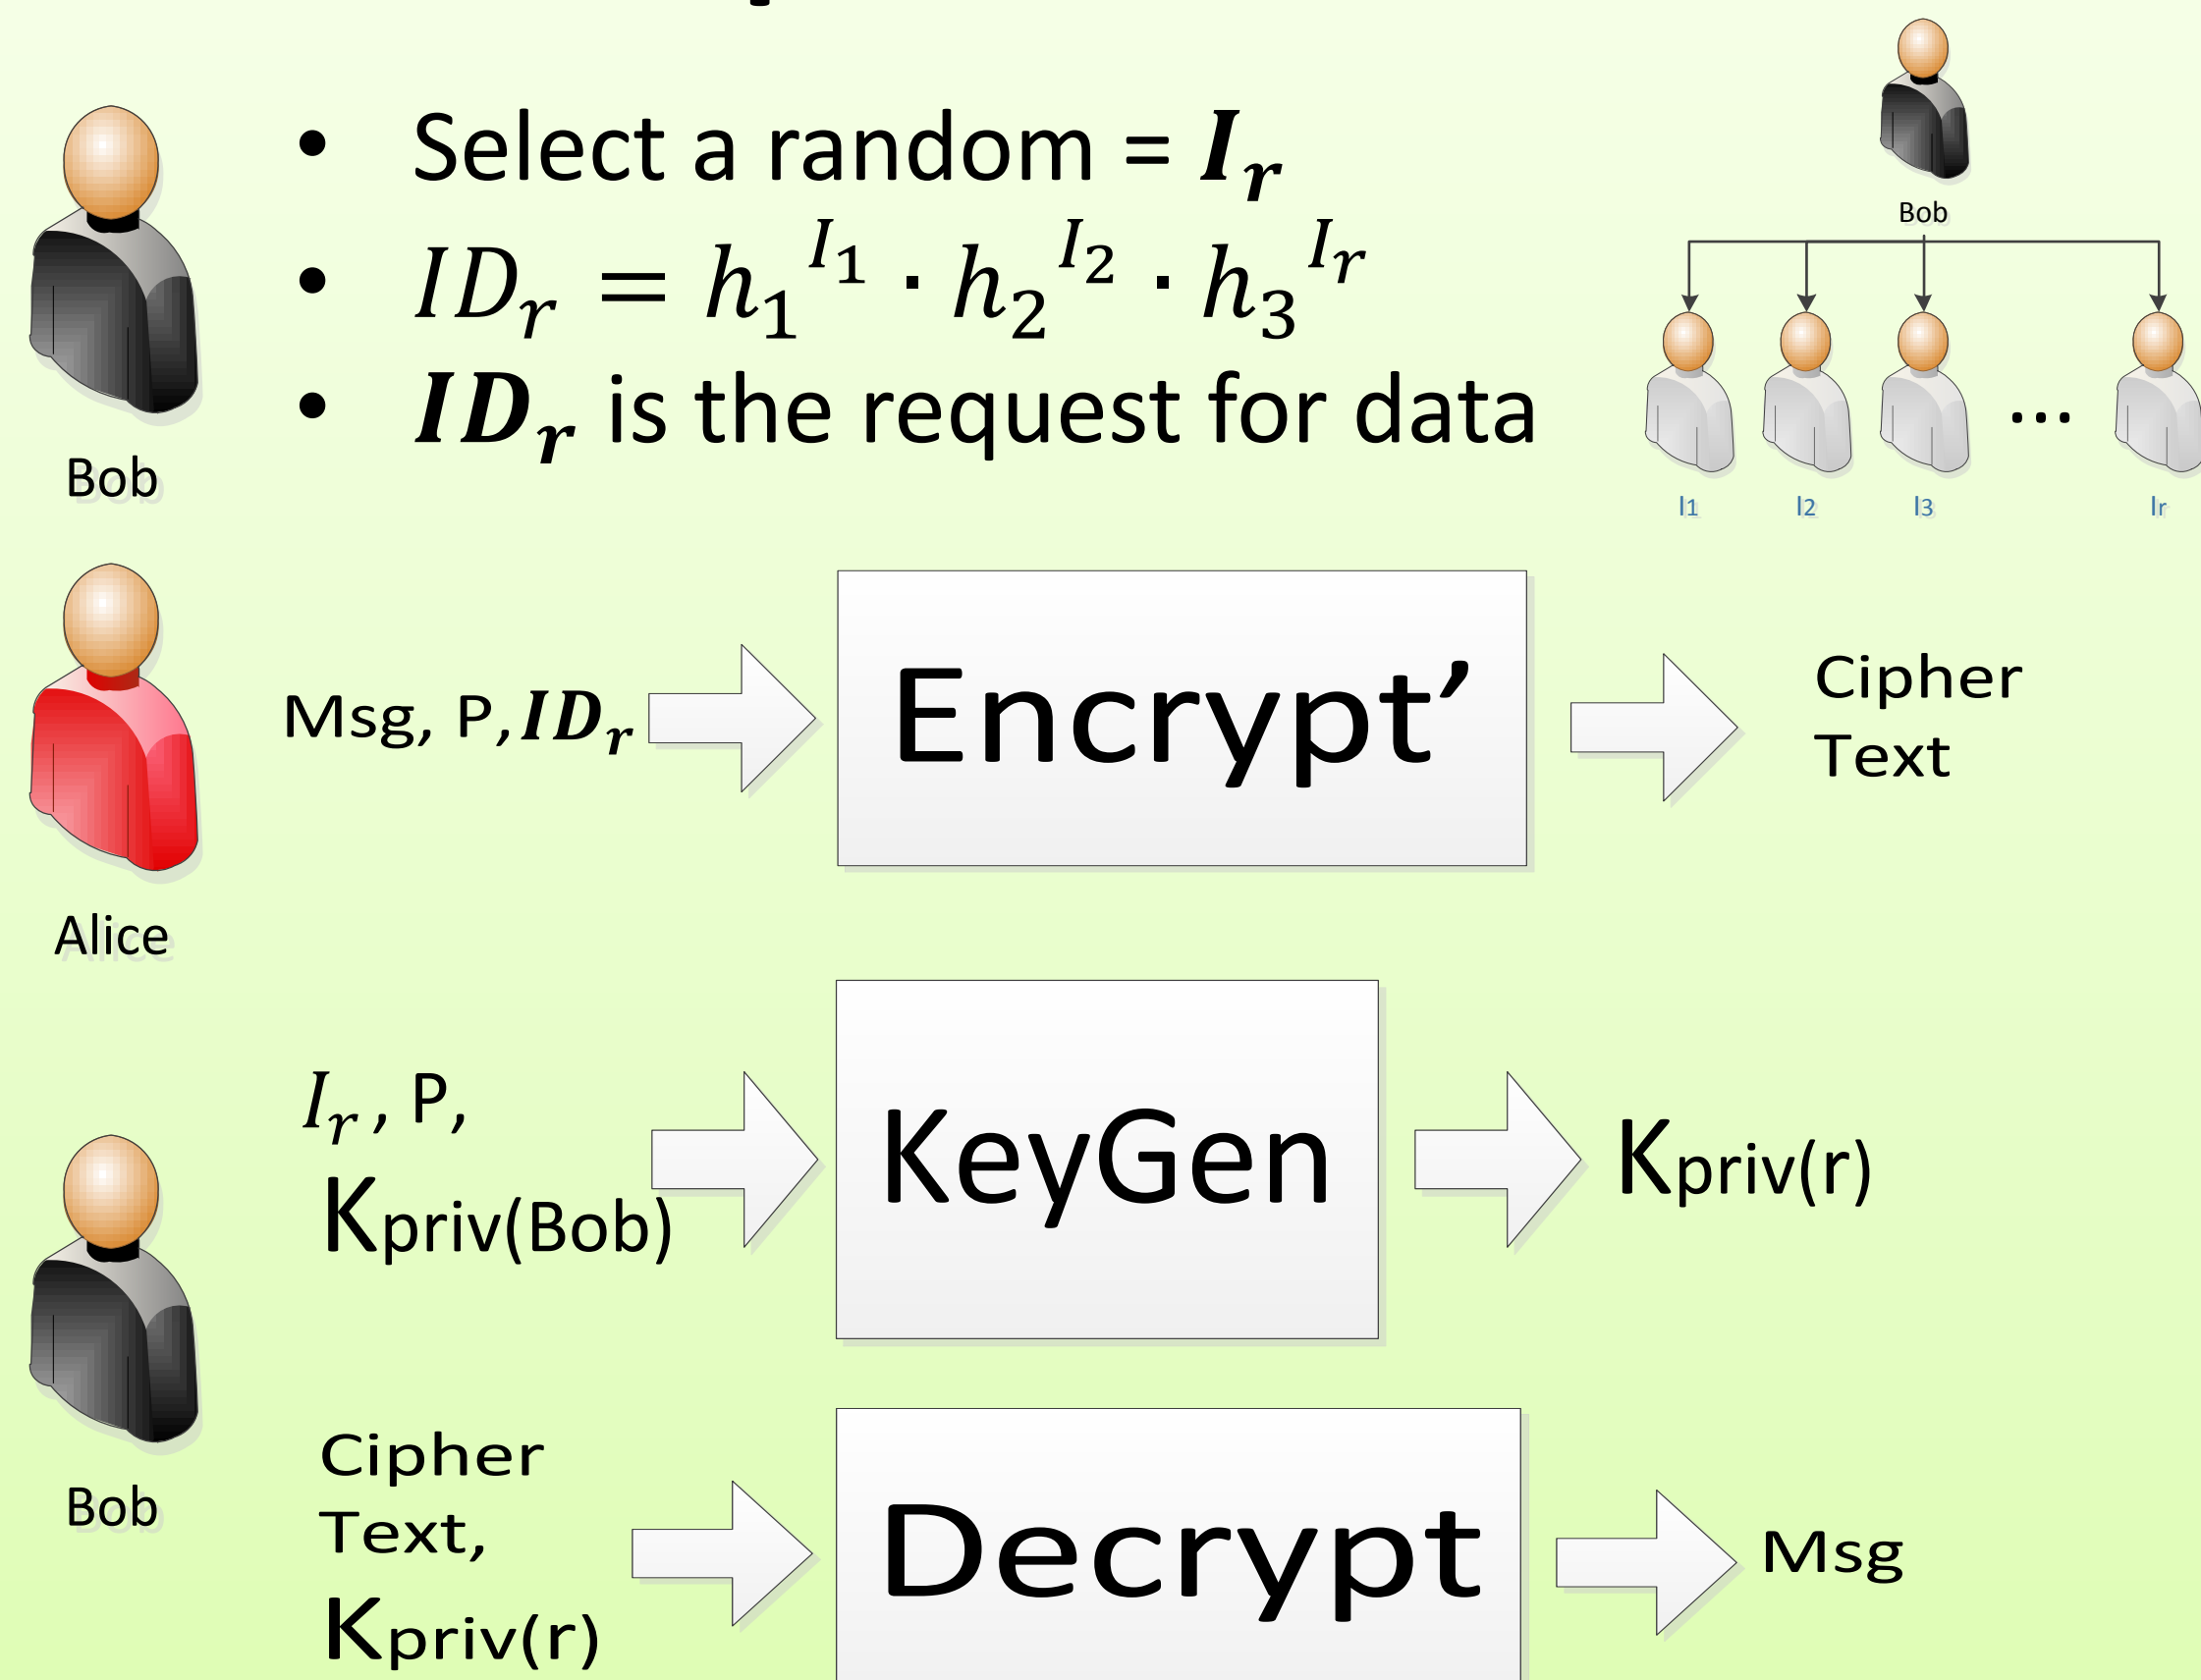 • Select a random = I_r
• ID_r = h_1^{I_1} · h_2^{I_2} · h_3^{I_r}
• ID_r is the request for data
Bob
Bob
I1 I2 I3 ... Ir
Alice
Msg, P, ID_r
Encrypt’
Cipher
Text
Bob
I_r, P,
Kpriv(Bob)
KeyGen
Kpriv(r)
Cipher
Text,
Kpriv(r)
Decrypt
Msg